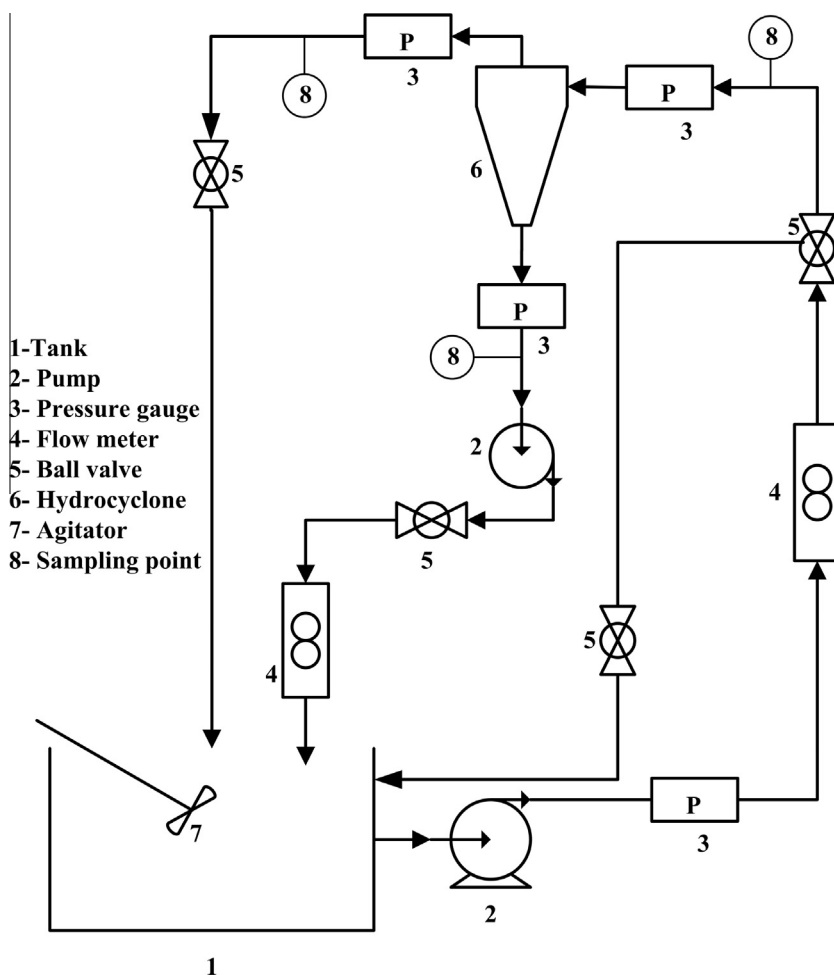 P
3
8
8
P
3
6
5
5
P
3
8
1-Tank
2- Pump
3- Pressure gauge
4- Flow meter
5- Ball valve
6- Hydrocyclone
7- Agitator
8- Sampling point
2
4
5
5
4
P
3
7
2
1